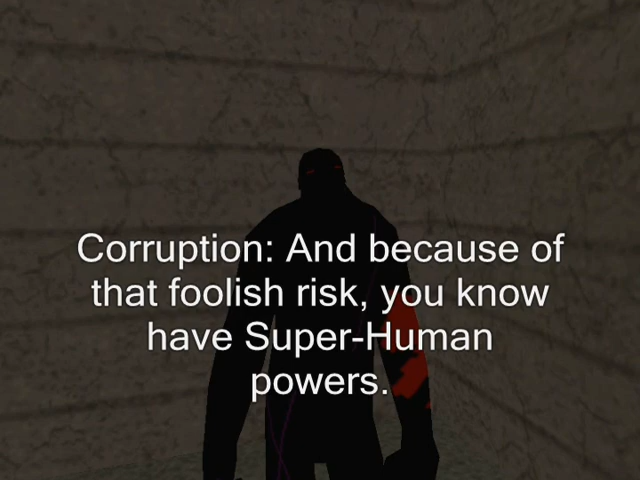 Corruption: And because of
that foolish risk, you know
have Super-Human
powers.